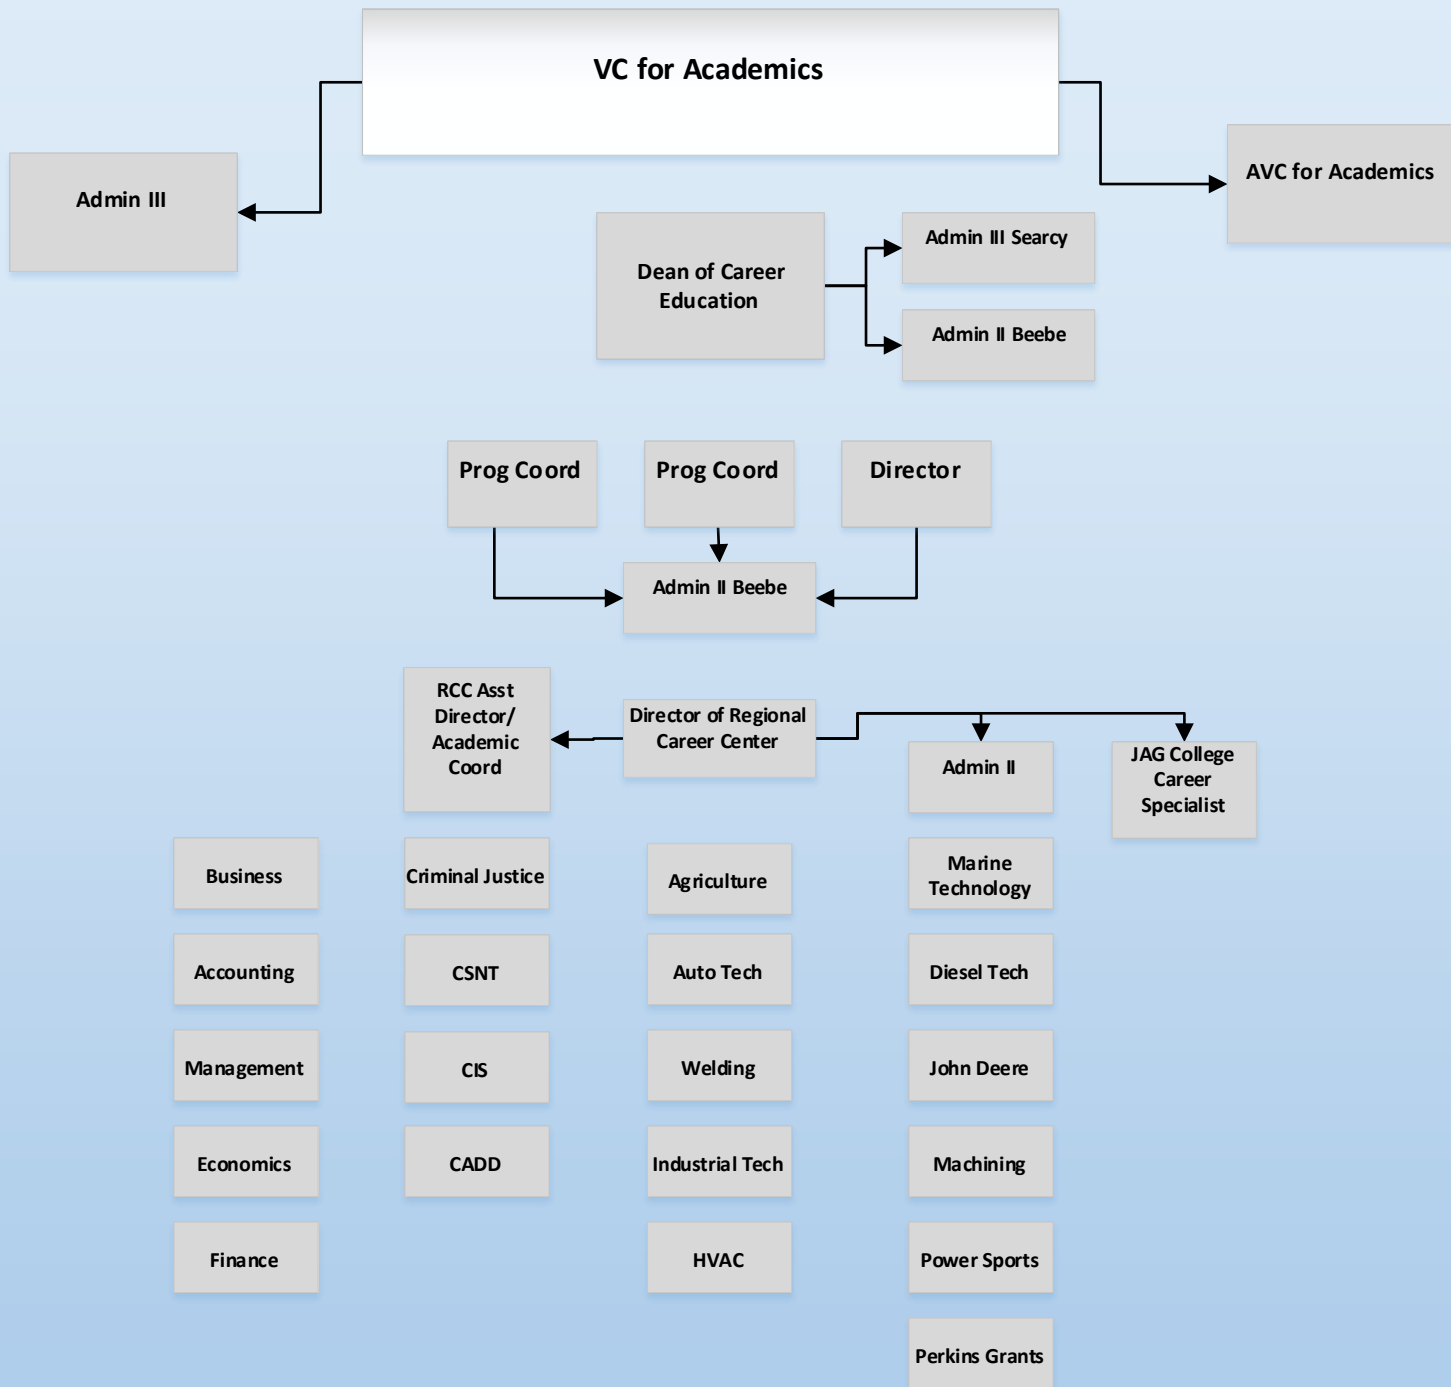 VC for Academics
Admin III
AVC for Academics
Dean of Career
Education
Admin III Searcy
Admin II Beebe
Prog Coord
Prog Coord
Director
Admin II Beebe
RCC Asst
Director/
Academic
Coord
Director of Regional
Career Center
Admin II
JAG College
Career
Specialist
Business
Criminal Justice
Agriculture
Marine
Technology
Accounting
CSNT
Auto Tech
Diesel Tech
Management
CIS
Welding
John Deere
Economics
CADD
Industrial Tech
Machining
Finance
HVAC
Power Sports
Perkins Grants